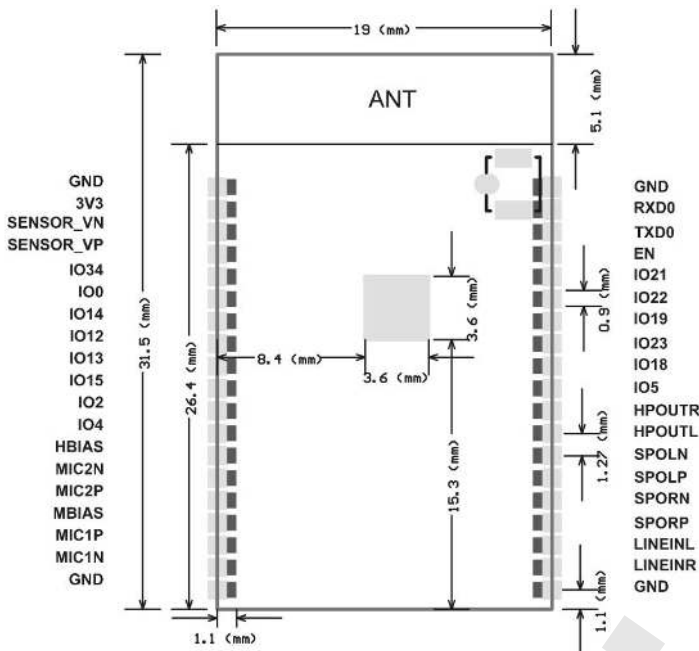 19 (mm)
ANT
5.1 (mm)
GND
3V3
SENSOR_VN
SENSOR_VP
IO34
IO0
IO14
IO12
IO13
IO15
IO2
IO4
HBIAS
MIC2N
MIC2P
MBIAS
MIC1P
MIC1N
GND
31.5 (mm)
26.4 (mm)
8.4 (mm)
3.6 (mm)
3.6 (mm)
15.3 (mm)
1.1 (mm)
GND
RXD0
TXD0
EN
IO21
IO22
IO19
IO23
IO18
IO5
HPOUTR
HPOUTL
SPOLN
SPOLP
SPORN
SPORP
LINEINL
LINEINR
GND
0.9 (mm)
1.27 (mm)
1.1 (mm)